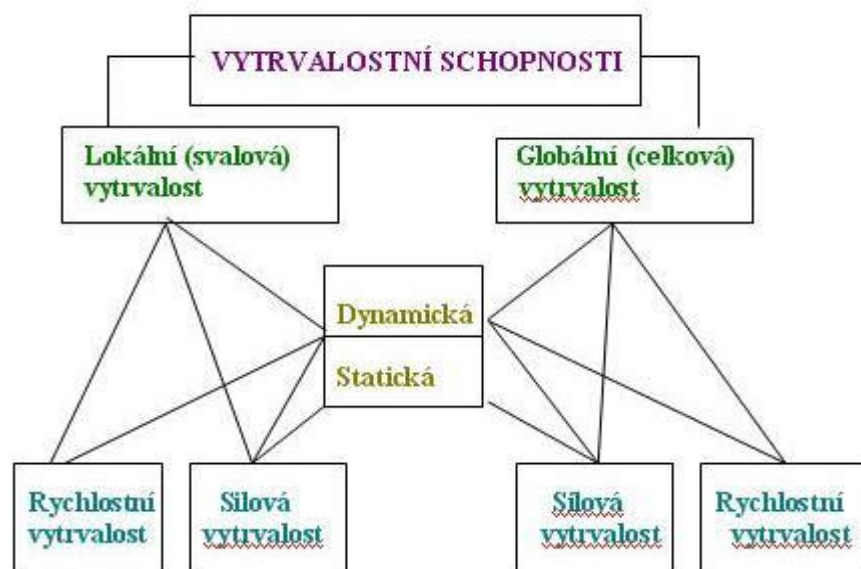 VYTRVALOSTNÍ SCHOPNOSTI
Lokální (svalová)
vytrvalost
Globální (celková)
vytrvalost
Dynamická
Statická
Rychlostní
vytrvalost
Silová
vytrvalost
Silová
vytrvalost
Rychlostní
vytrvalost